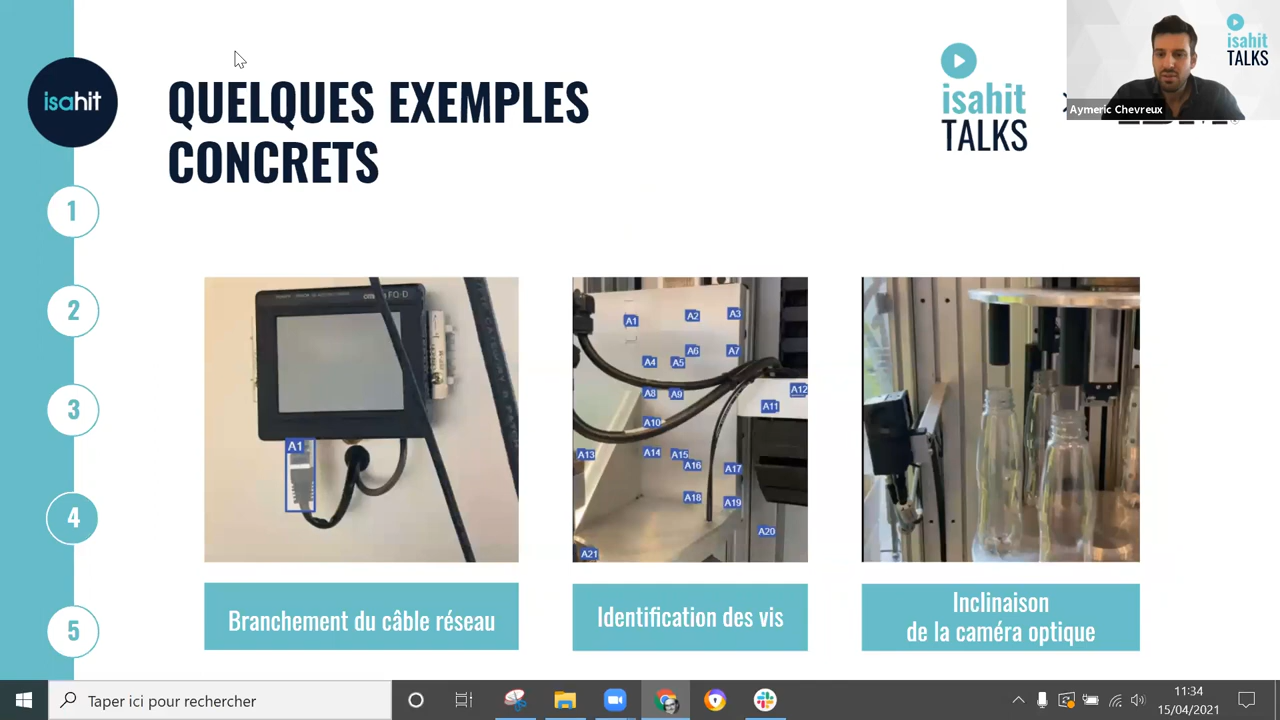 isahit
QUELQUES EXEMPLES
CONCRETS
isahit
TALKS
isahit
TALKS
Aymeric Chevreux
1
2
3
4
5
A1
A1
A2
A3
A4
A5
A6
A7
A8
A9
A10
A11
A12
A13
A14
A15
A16
A17
A18
A19
A20
A21
Branchement du câble réseau
Identification des vis
Inclinaison
de la caméra optique
Taper ici pour rechercher
11:34
15/04/2021